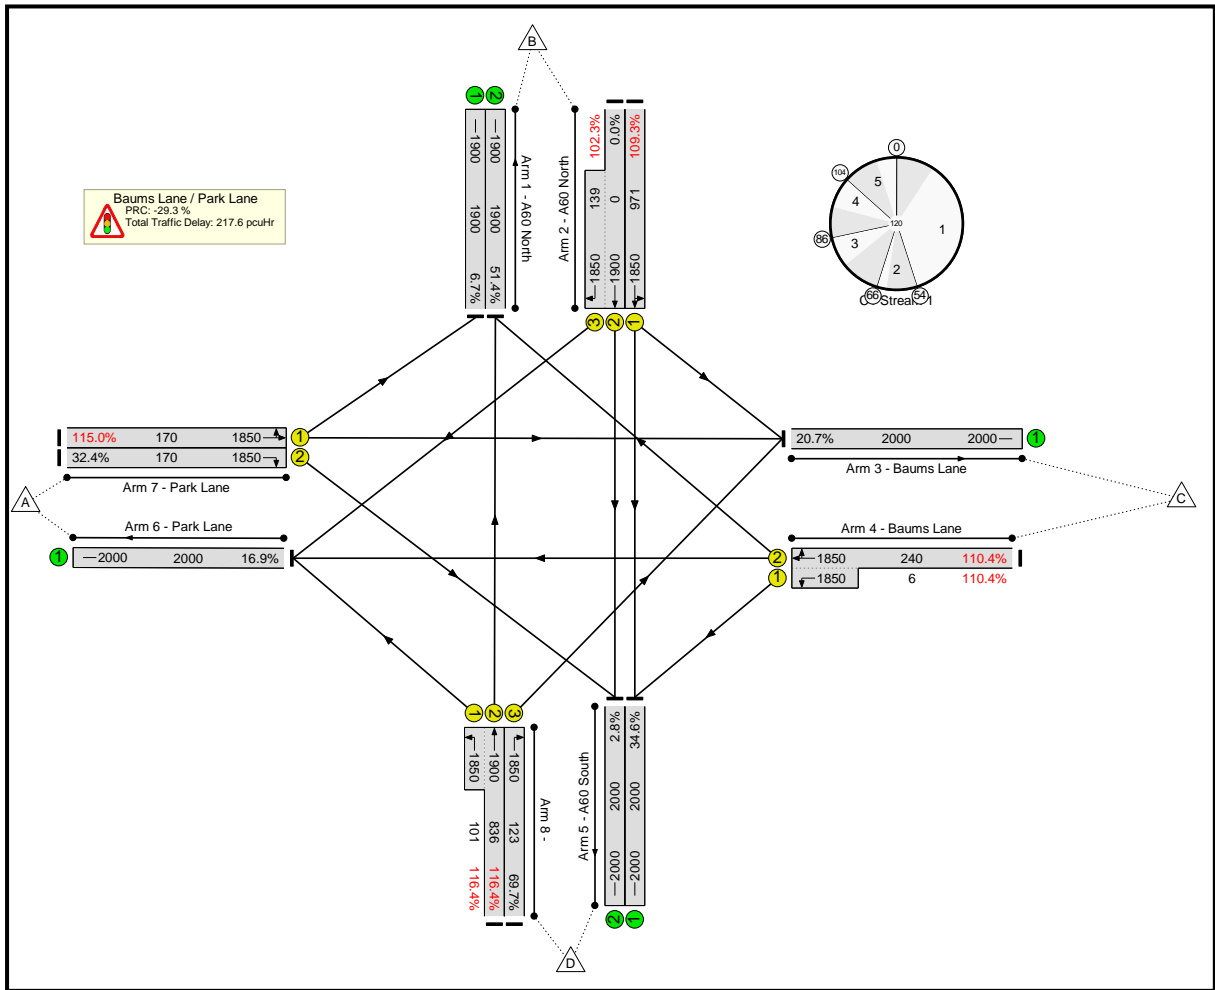 B
Baums Lane / Park Lane
PRC: -29.3 %
Total Traffic Delay: 217.6 pcuHr
1
2
1900
1900
6.7%
1900
1900
51.4%
Arm 1 - A60 North
Arm 2 - A60 North
102.3%
139
1850
0.0%
0
1900
109.3%
971
1850
3
2
1
0
104
86
66
54
120
1
2
3
4
5
115.0% 170 1850
1
32.4% 170 1850
2
Arm 7 - Park Lane
A
Arm 6 - Park Lane
1
2000 2000 16.9%
20.7% 2000 2000
1
Arm 3 - Baums Lane
C
Arm 4 - Baums Lane
2
1850 240 110.4%
1
1850 6 110.4%
1
2
3
1850
101
116.4%
1900
836
116.4%
1850
123
69.7%
Arm 8 -
Arm 5 - A60 South
2.8%
2000
2000
34.6%
2000
2000
2
1
D